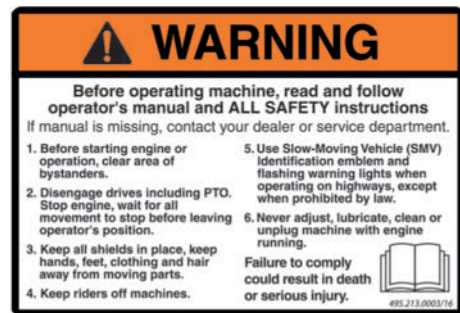 WARNING
Before operating machine, read and follow
operator's manual and ALL SAFETY instructions
If manual is missing, contact your dealer or service department.
1. Before starting engine or
operation, clear area of
bystanders.
2. Disengage drives including PTO.
Stop engine, wait for all
movement to stop before leaving
operator's position.
3. Keep all shields in place, keep
hands, feet, clothing and hair
away from moving parts.
4. Keep riders off machines.
5. Use Slow-Moving Vehicle (SMV)
Identification emblem and
flashing warning lights when
operating on highways, except
when prohibited by law.
6. Never adjust, lubricate, clean or
unplug machine with engine
running.
Failure to comply
could result in death
or serious injury.
495.213.0003/16